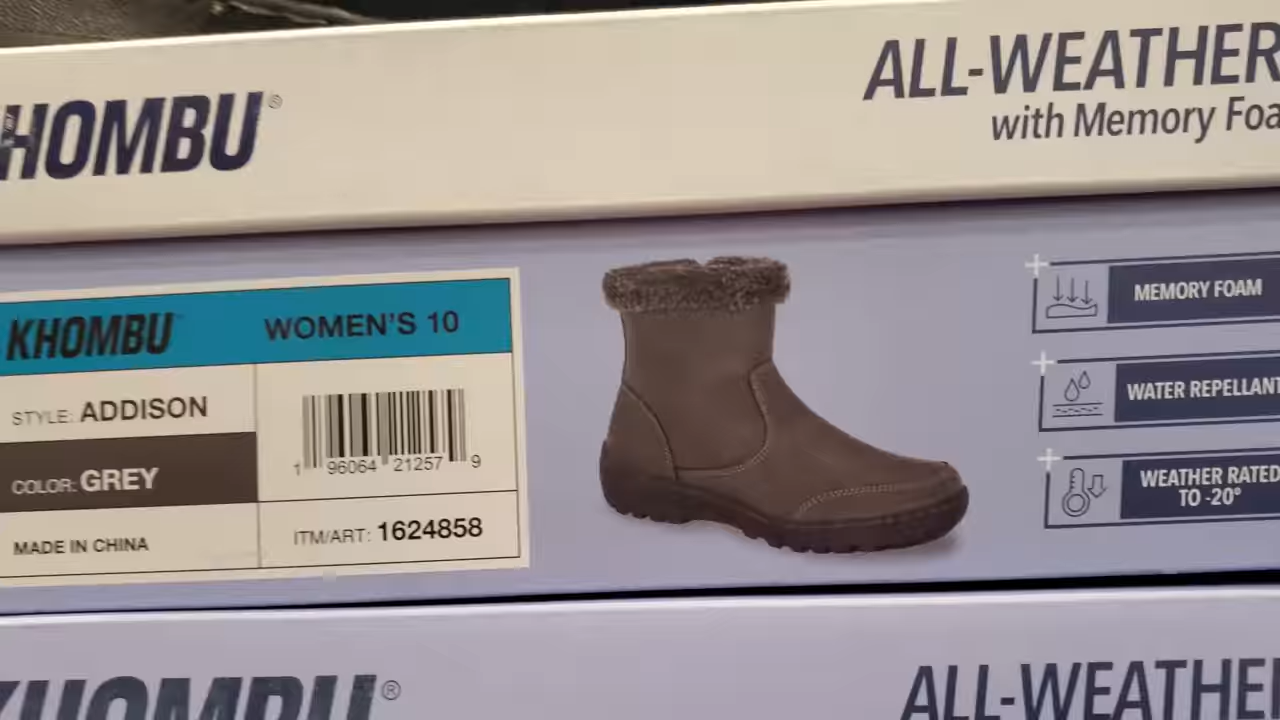 HOMBU®
ALL-WEATHER
with Memory Foa
KHOMBU WOMEN'S 10
STYLE: ADDISON
COLOR: GREY
MADE IN CHINA
1 96064 21257 9
ITM/ART: 1624858
MEMORY FOAM
WATER REPELLANT
WEATHER RATED
TO -20°
KHOMBU®
ALL-WEATHE